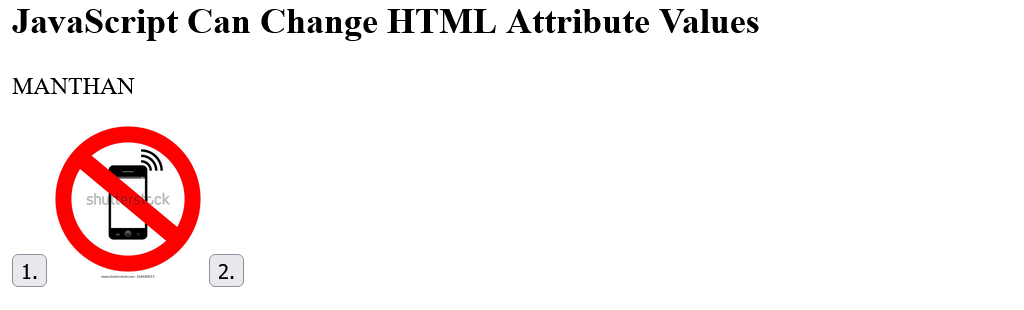 JavaScript Can Change HTML Attribute Values
MANTHAN
shutterstock
1.
2.